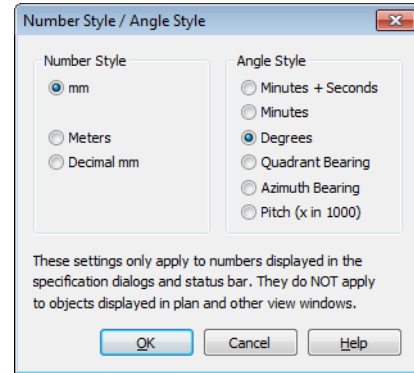 Number Style / Angle Style
Number Style
mm
Meters
Decimal mm
Angle Style
Minutes + Seconds
Minutes
Degrees
Quadrant Bearing
Azimuth Bearing
Pitch (x in 1000)
These settings only apply to numbers displayed in the
specification dialogs and status bar. They do NOT apply
to objects displayed in plan and other view windows.
OK
Cancel
Help